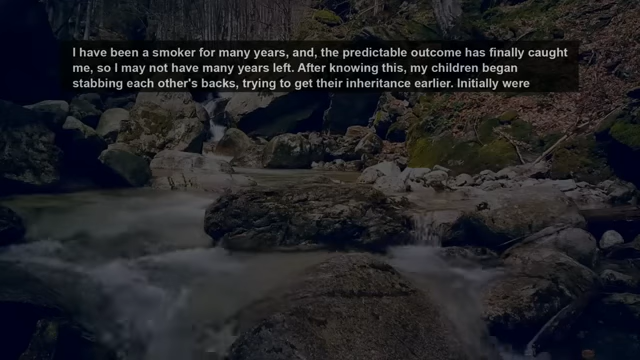 I have been a smoker for many years, and, the predictable outcome has finally caught
me, so I may not have many years left. After knowing this, my children began
stabbing each other's backs, trying to get their inheritance earlier. Initially were